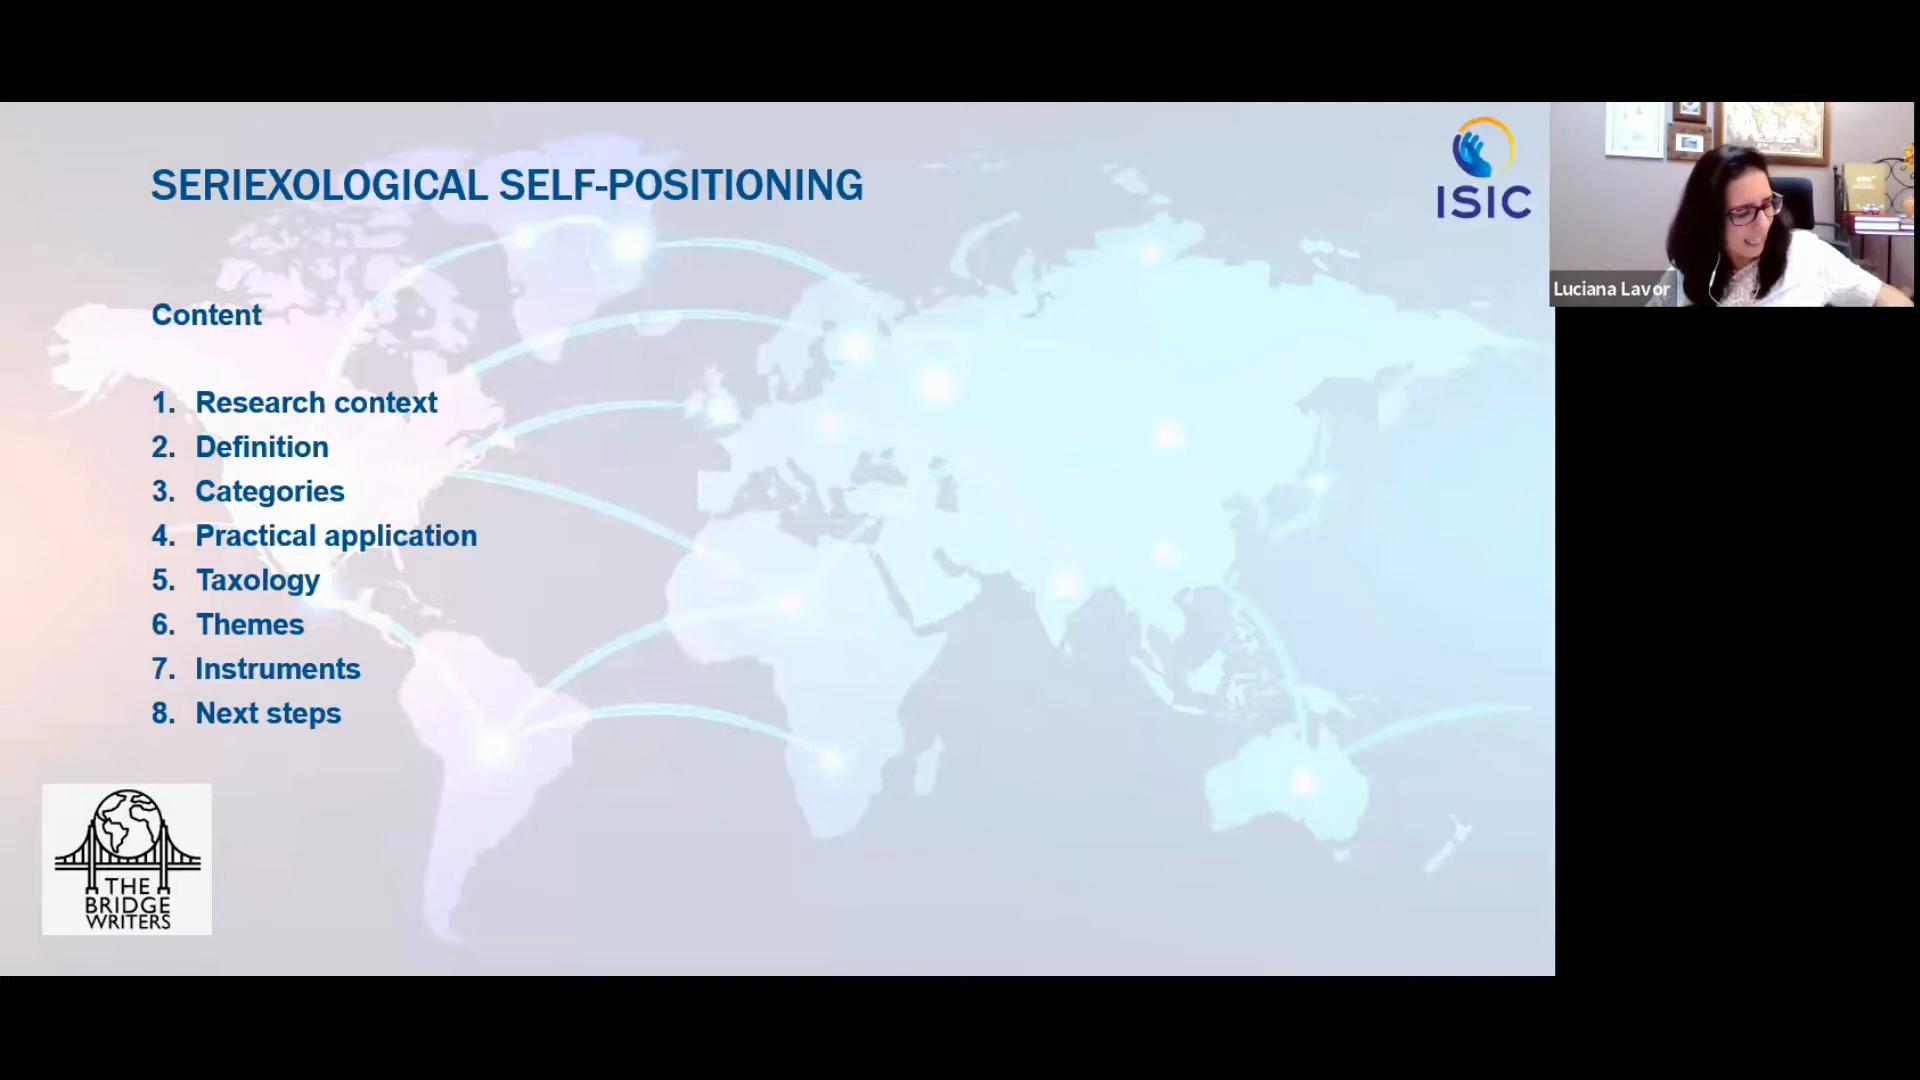 SERIEXOLOGICAL SELF-POSITIONING
ISIC
Luciana Lavor
Content
1. Research context
2. Definition
3. Categories
4. Practical application
5. Taxology
6. Themes
7. Instruments
8. Next steps
THE
BRIDGE
WRITERS